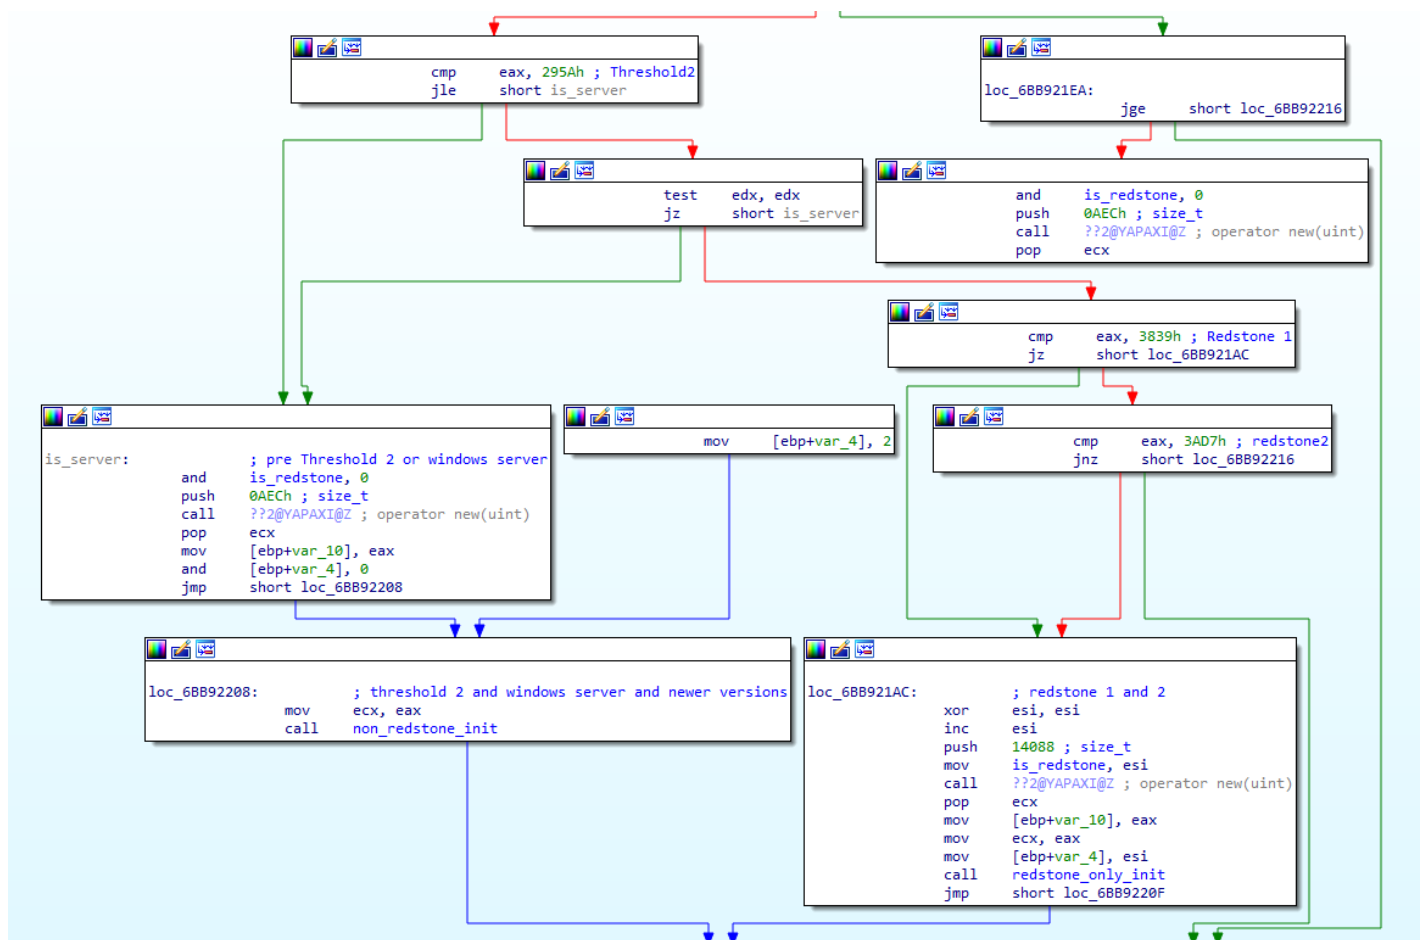 cmp eax, 295Ah ; Threshold2
jle short is_server
loc_6BB921EA:
jge short loc_6BB92216
test edx, edx
jz short is_server
and is_redstone, 0
push 0AECh ; size_t
call ??2@YAPAXI@Z ; operator new(uint)
pop ecx
cmp eax, 3839h ; Redstone 1
jz short loc_6BB921AC
is_server: ; pre Threshold 2 or windows server
and is_redstone, 0
push 0AECh ; size_t
call ??2@YAPAXI@Z ; operator new(uint)
pop ecx
mov [ebp+var_10], eax
and [ebp+var_4], 0
jmp short loc_6BB92208
mov [ebp+var_4], 2
cmp eax, 3AD7h ; redstone2
jnz short loc_6BB92216
loc_6BB92208: ; threshold 2 and windows server and newer versions
mov ecx, eax
call non_redstone_init
loc_6BB921AC: ; redstone 1 and 2
xor esi, esi
inc esi
push 14088 ; size_t
mov is_redstone, esi
call ??2@YAPAXI@Z ; operator new(uint)
pop ecx
mov [ebp+var_10], eax
mov ecx, eax
mov [ebp+var_4], esi
call redstone_only_init
jmp short loc_6BB9220F